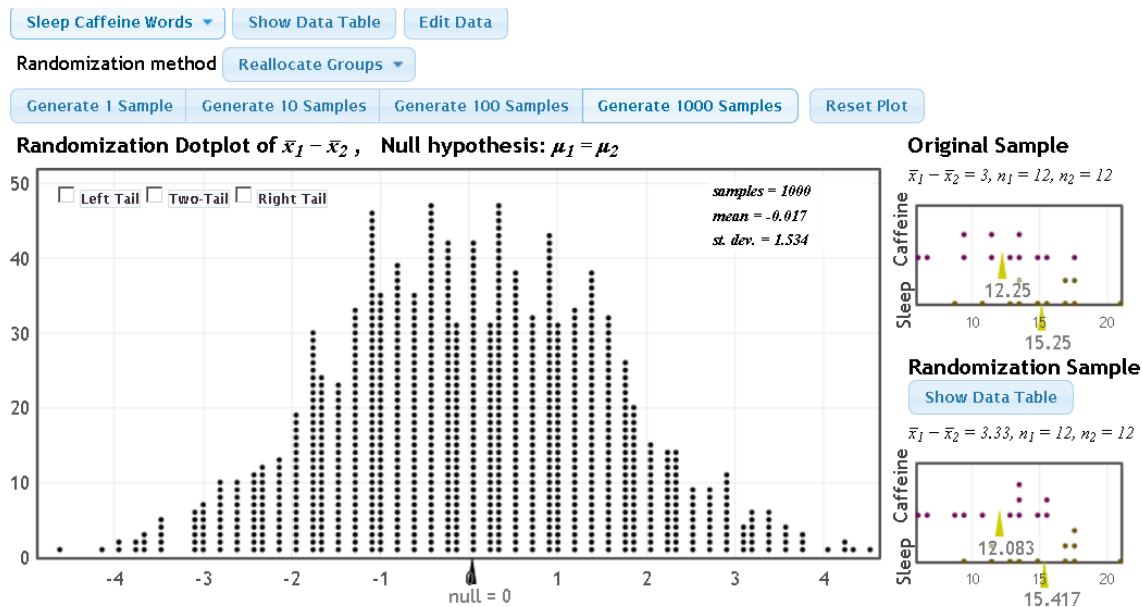 Sleep Caffeine Words Show Data Table Edit Data
Randomization method Reallocate Groups
Generate 1 Sample Generate 10 Samples Generate 100 Samples Generate 1000 Samples Reset Plot
Randomization Dotplot of x̄₁ − x̄₂ , Null hypothesis: μ₁ = μ₂
Left Tail Two-Tail Right Tail
samples = 1000
mean = -0.017
st. dev. = 1.534
50
40
30
20
10
0
-4 -3 -2 -1 0 1 2 3 4
null = 0
Original Sample
x̄₁ − x̄₂ = 3, n₁ = 12, n₂ = 12
Caffeine
Sleep
12.25
10 15 20
15.25
Randomization Sample
Show Data Table
x̄₁ − x̄₂ = 3.33, n₁ = 12, n₂ = 12
Caffeine
Sleep
12.083
10 15 20
15.417